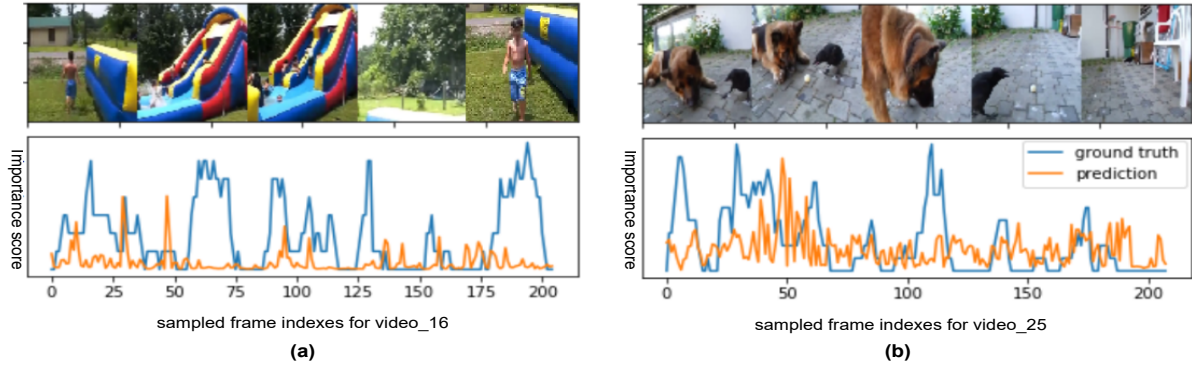 Importance score
0 25 50 75 100 125 150 175 200
sampled frame indexes for video_16
(a)
ground truth
prediction
Importance score
0 50 100 150 200
sampled frame indexes for video_25
(b)